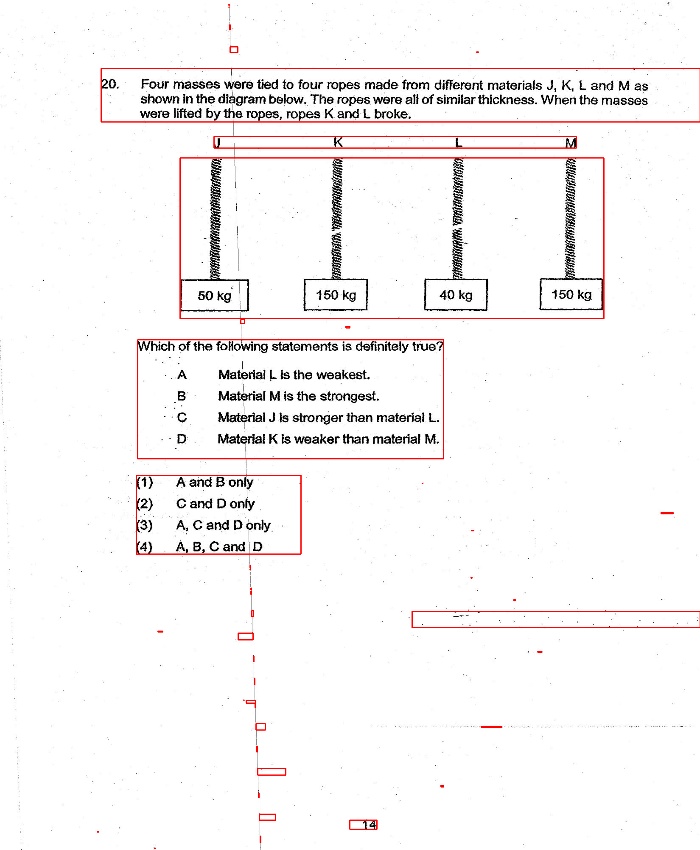 20. Four masses were tied to four ropes made from different materials J, K, L and M as
shown in the diagram below. The ropes were all of similar thickness. When the masses
were lifted by the ropes, ropes K and L broke.
J K L M
50 kg 150 kg 40 kg 150 kg
Which of the following statements is definitely true?
A Material L is the weakest.
B Material M is the strongest.
C Material J is stronger than material L.
D Material K is weaker than material M.
(1) A and B only
(2) C and D only
(3) A, C and D only
(4) A, B, C and D
14